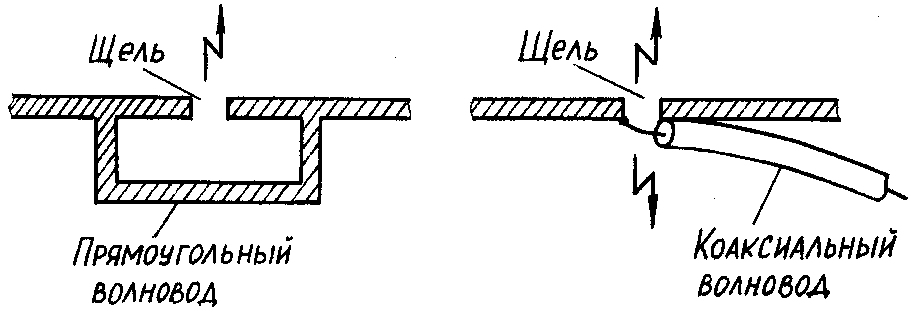 Щель
Щель
Прямоугольный
волновод
Коаксиальный
волновод